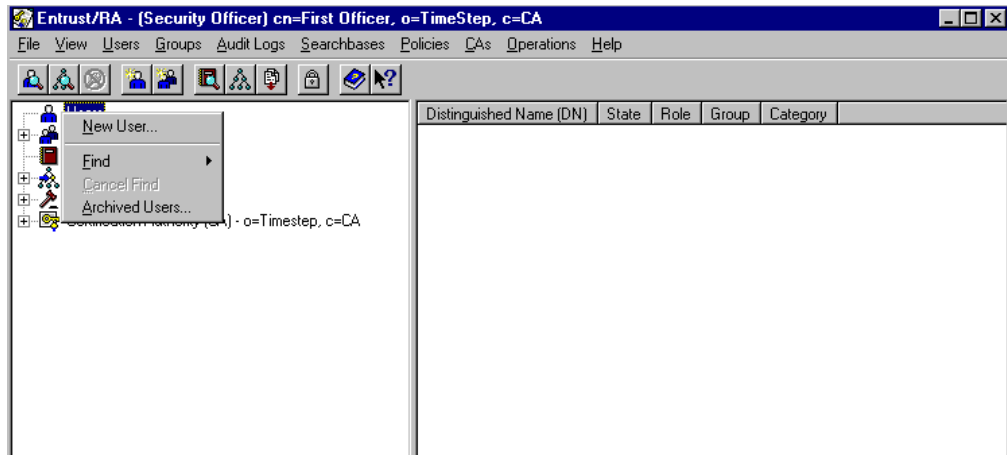 Entrust/RA - (Security Officer) cn=First Officer, o=TimeStep, c=CA
File View Users Groups Audit Logs Searchbases Policies CAs Operations Help
Distinguished Name (DN) State Role Group Category
New User...
Find
Cancel Find
Archived Users...
- o=Timestep, c=CA